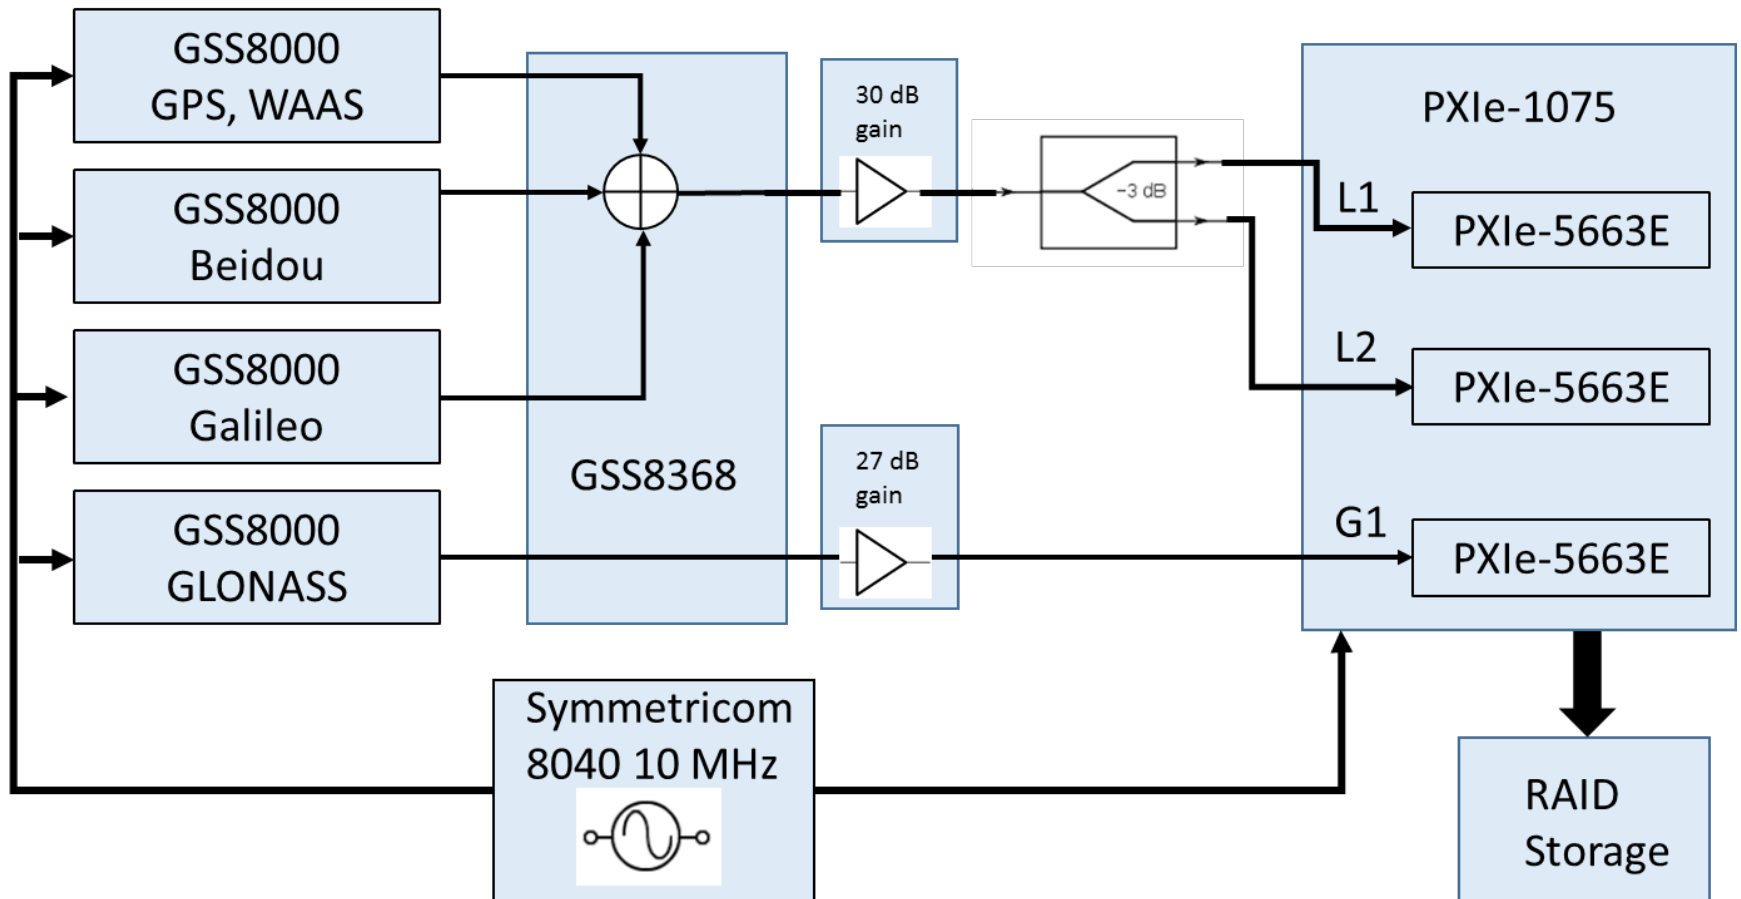 GSS8000
GPS, WAAS
GSS8000
Beidou
GSS8000
Galileo
GSS8000
GLONASS
GSS8368
30 dB
gain
27 dB
gain
−3 dB
PXIe-1075
L1
PXIe-5663E
L2
PXIe-5663E
G1
PXIe-5663E
Symmetricom
8040 10 MHz
RAID
Storage